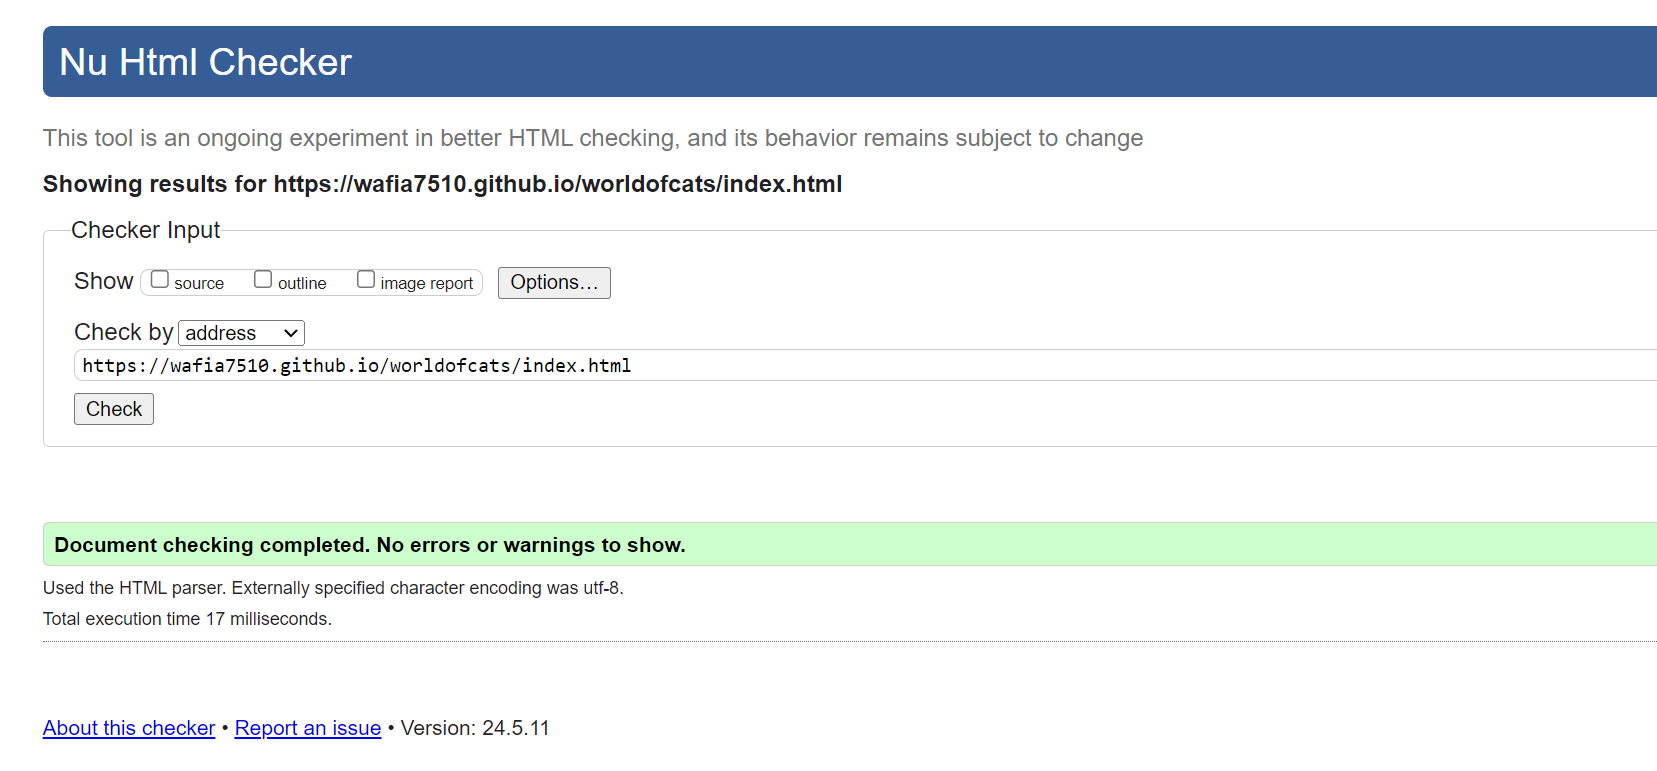 Nu Html Checker
This tool is an ongoing experiment in better HTML checking, and its behavior remains subject to change
Showing results for https://wafia7510.github.io/worldofcats/index.html
Checker Input
Show source outline image report Options...
Check by address
https://wafia7510.github.io/worldofcats/index.html
Check
Document checking completed. No errors or warnings to show.
Used the HTML parser. Externally specified character encoding was utf-8.
Total execution time 17 milliseconds.
About this checker • Report an issue • Version: 24.5.11